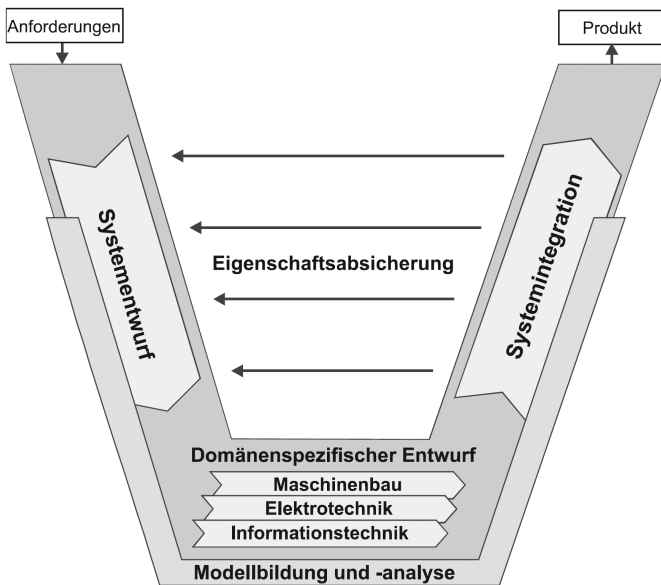 Anforderungen
Produkt
Systementwurf
Eigenschaftsabsicherung
Systemintegration
Domänenspezifischer Entwurf
Maschinenbau
Elektrotechnik
Informationstechnik
Modellbildung und -analyse